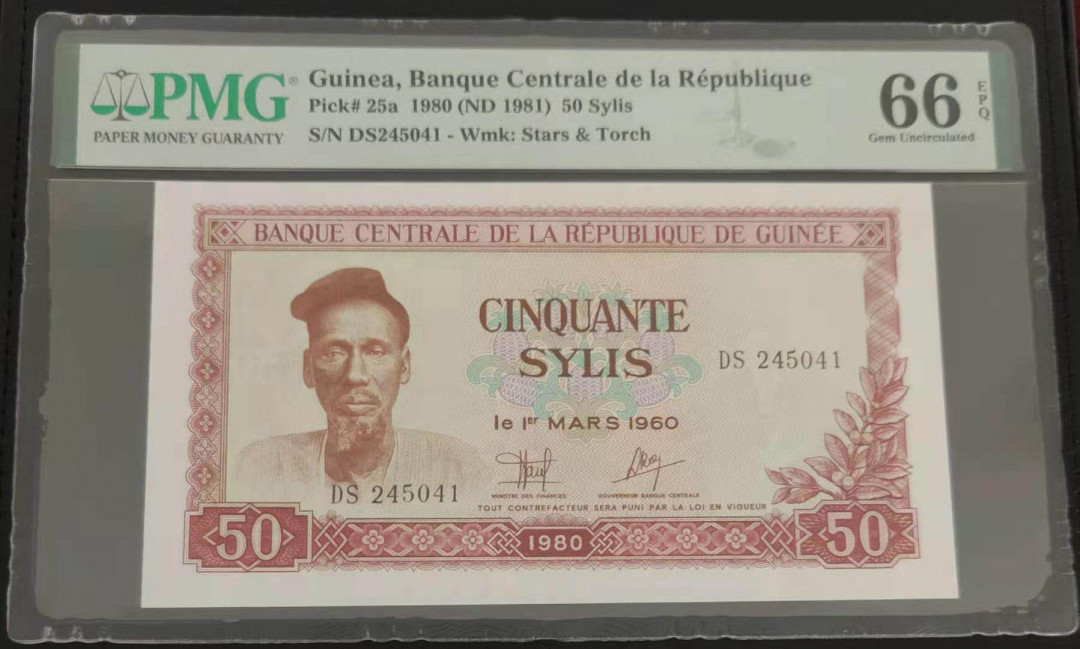 PMG®
PAPER MONEY GUARANTY
Guinea, Banque Centrale de la République
Pick# 25a 1980 (ND 1981) 50 Sylis
S/N DS245041 - Wmk: Stars & Torch
66 EPQ
Gem Uncirculated
BANQUE CENTRALE DE LA RÉPUBLIQUE DE GUINÉE
CINQUANTE
SYLIS
DS 245041
le 1er MARS 1960
DS 245041
MINISTRE DES FINANCES GOUVERNEUR BANQUE CENTRALE
TOUT CONTREFACTEUR SERA PUNI PAR LA LOI EN VIGUEUR
50 1980 50